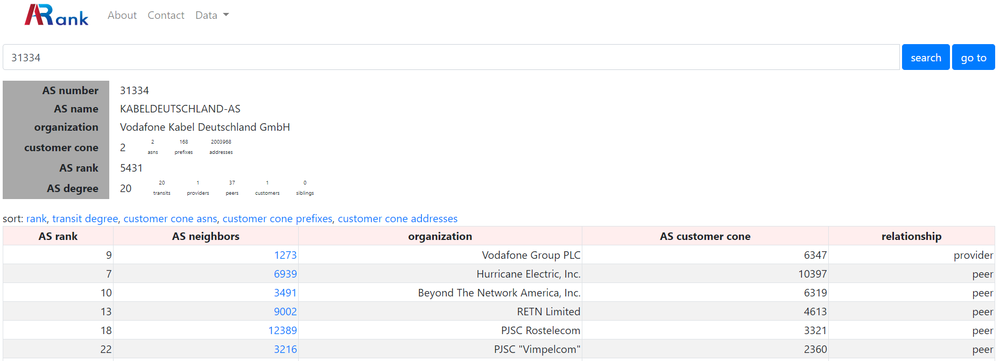 ARank About Contact Data
31334 search go to
AS number 31334
AS name KABELDEUTSCHLAND-AS
organization Vodafone Kabel Deutschland GmbH
customer cone 2 2 asns 168 prefixes 2003968 addresses
AS rank 5431
AS degree 20 20 transits 1 providers 37 peers 1 customers 0 siblings
sort: rank, transit degree, customer cone asns, customer cone prefixes, customer cone addresses
AS rank AS neighbors organization AS customer cone relationship
9 1273 Vodafone Group PLC 6347 provider
7 6939 Hurricane Electric, Inc. 10397 peer
10 3491 Beyond The Network America, Inc. 6319 peer
13 9002 RETN Limited 4613 peer
18 12389 PJSC Rostelecom 3321 peer
22 3216 PJSC "Vimpelcom" 2360 peer